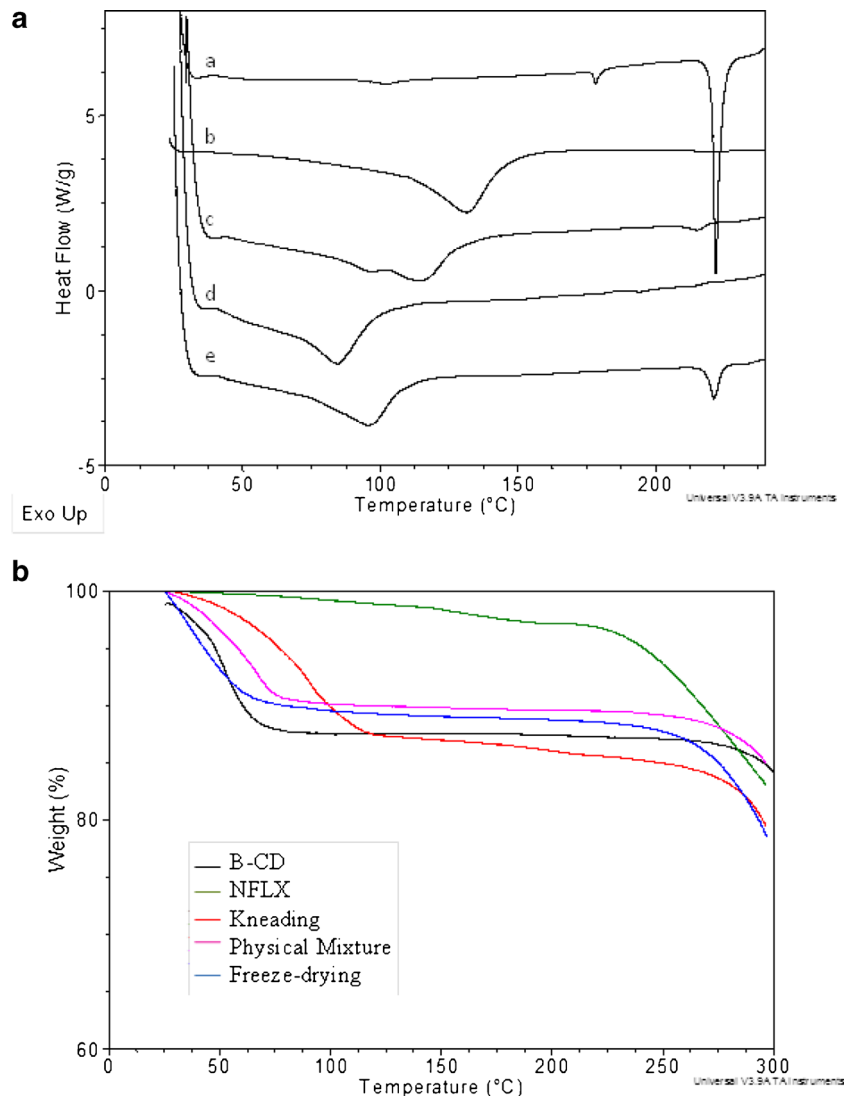 a
a
b
c
d
e
5
0
-5
Heat Flow (W/g)
0
50
100
150
200
Temperature (°C)
Universal V3.9A TA Instruments
Exo Up
b
100
80
60
Weight (%)
B-CD
NFLX
Kneading
Physical Mixture
Freeze-drying
0
50
100
150
200
250
300
Temperature (°C)
Universal V3.9A TA Instruments